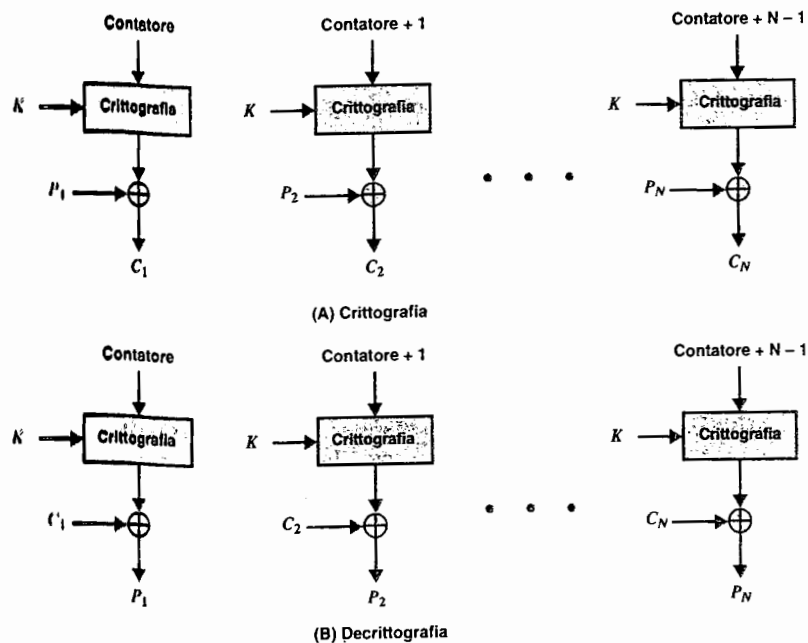 Contatore Contatore + 1 Contatore + N – 1
K Crittografia K Crittografia K Crittografia
P1 P2 PN
C1 C2 CN
(A) Crittografia
Contatore Contatore + 1 Contatore + N – 1
K Crittografia K Crittografia K Crittografia
C1 C2 CN
P1 P2 PN
(B) Decrittografia